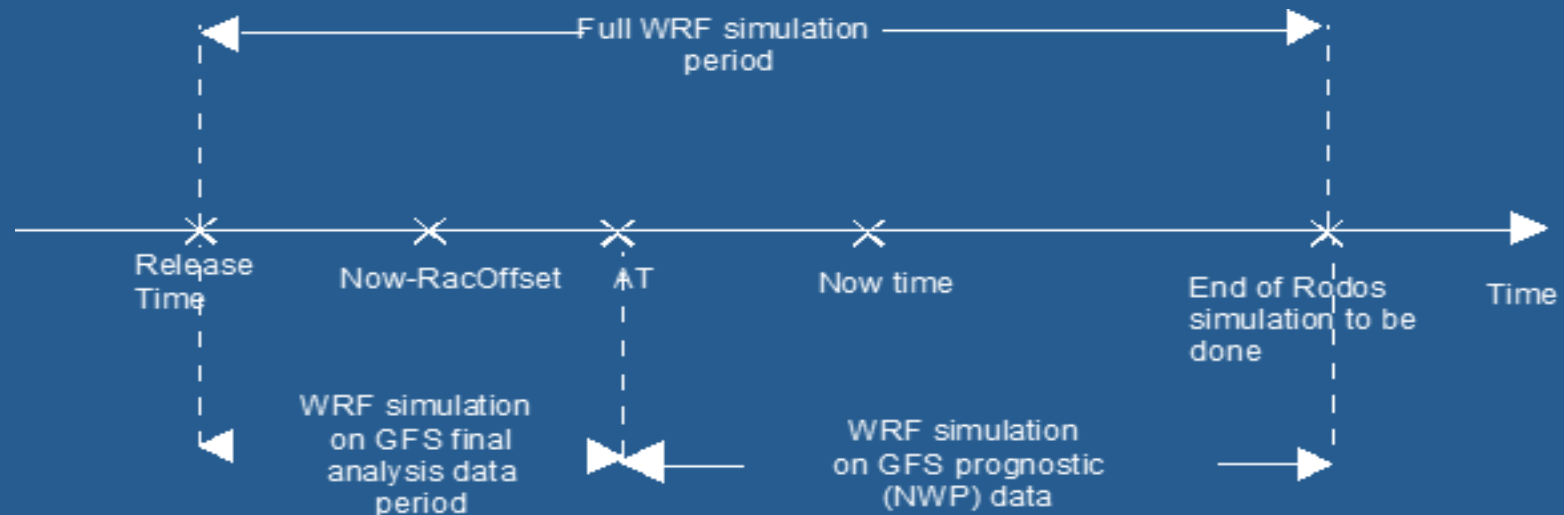 Full WRF simulation
period
Release
Time
Now-RacOffset
AT
Now time
End of Rodos
simulation to be
done
Time
WRF simulation
on GFS final
analysis data
period
WRF simulation
on GFS prognostic
(NWP) data